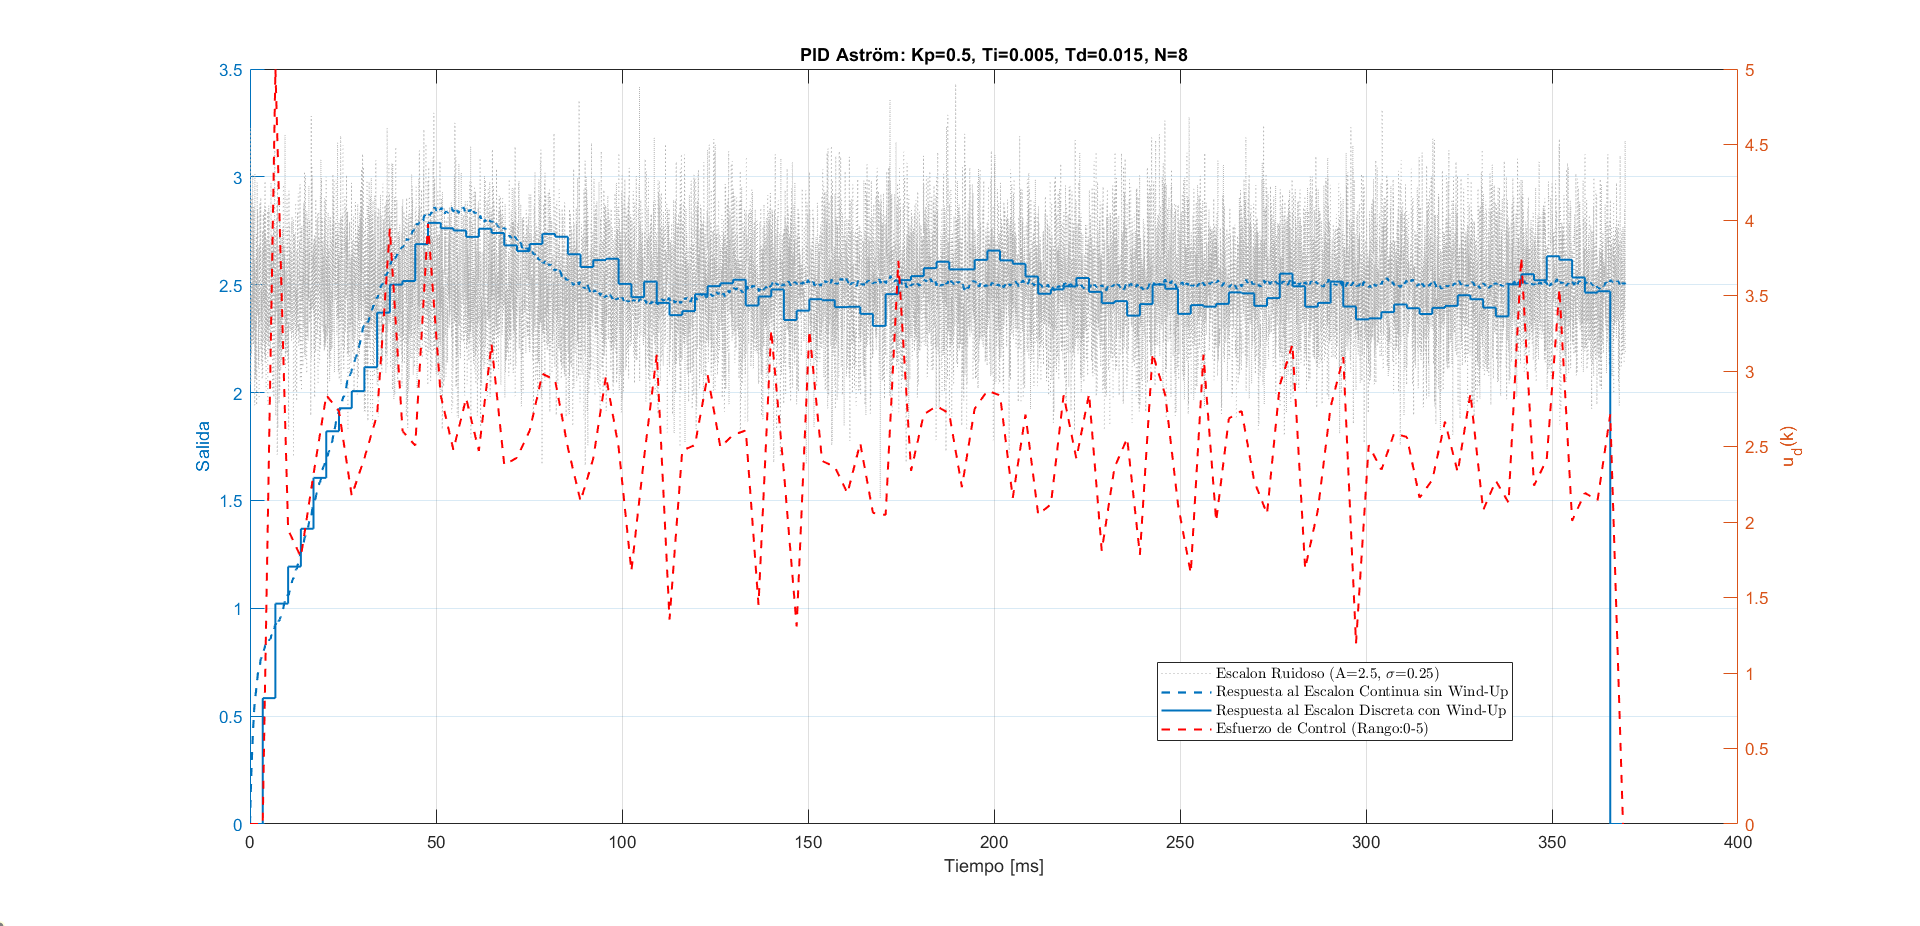 PID Aström: Kp=0.5, Ti=0.005, Td=0.015, N=8
3.5
3
2.5
2
1.5
1
0.5
0
Salida
5
4.5
4
3.5
3
2.5
2
1.5
1
0.5
0
u_d(k)
Escalon Ruidoso (A=2.5, σ=0.25)
Respuesta al Escalon Continua sin Wind-Up
Respuesta al Escalon Discreta con Wind-Up
Esfuerzo de Control (Rango:0-5)
0 50 100 150 200 250 300 350 400
Tiempo [ms]